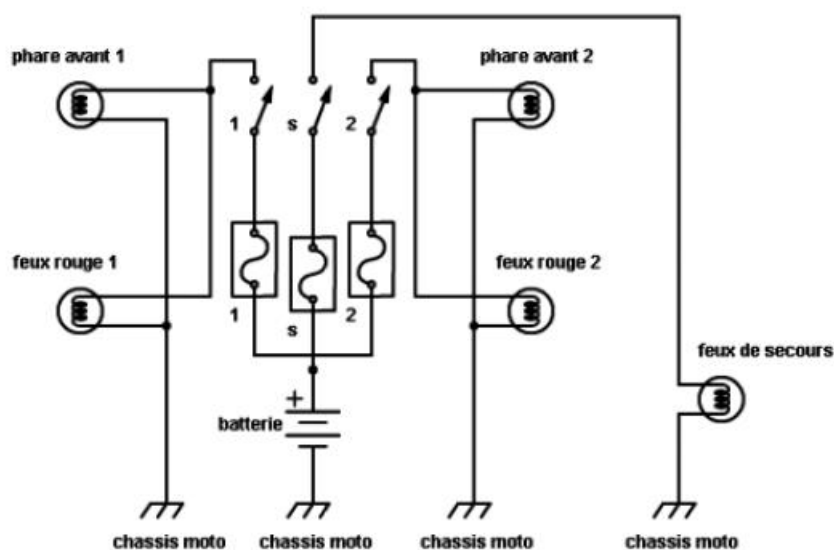 phare avant 1
phare avant 2
1
s
2
feux rouge 1
feux rouge 2
1
s
2
feux de secours
+
batterie
chassis moto
chassis moto
chassis moto
chassis moto